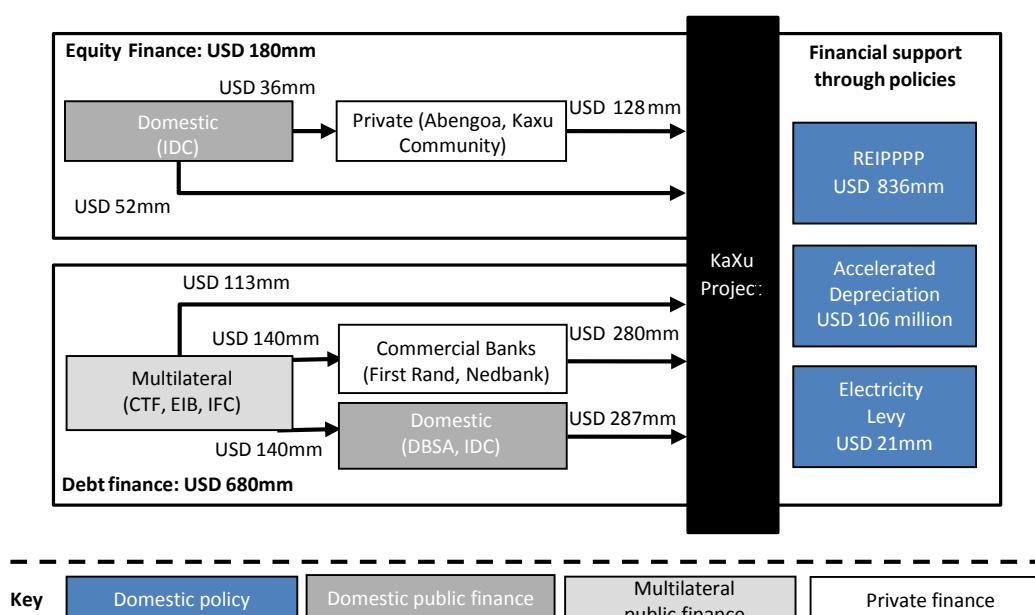 Equity Finance: USD 180mm
USD 36mm
Domestic
(IDC)
Private (Abengoa, Kaxu
Community)
USD 128mm
USD 52mm
Financial support
through policies
REIPPPP
USD 836mm
Accelerated
Depreciation
USD 106 million
Electricity
Levy
USD 21mm
KaXu
Project
USD 113mm
USD 140mm
Commercial Banks
(First Rand, Nedbank)
USD 280mm
Multilateral
(CTF, EIB, IFC)
USD 140mm
Domestic
(DBSA, IDC)
USD 287mm
Debt finance: USD 680mm
Key
Domestic policy
Domestic public finance
Multilateral
public finance
Private finance